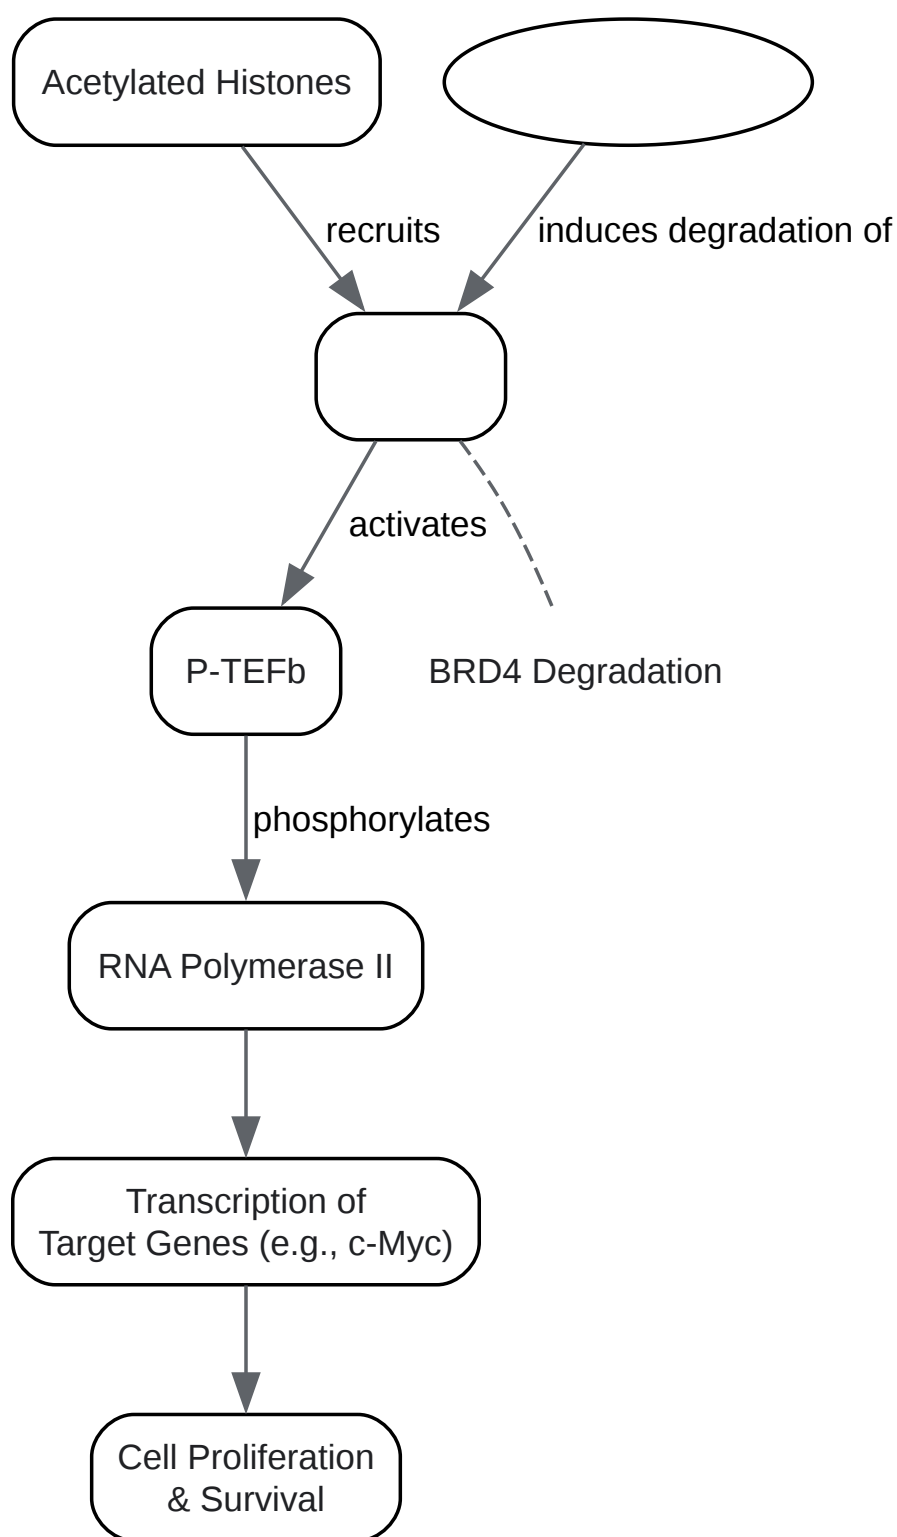 Acetylated Histones
recruits
induces degradation of
activates
P-TEFb
BRD4 Degradation
phosphorylates
RNA Polymerase II
Transcription of
Target Genes (e.g., c-Myc)
Cell Proliferation
& Survival